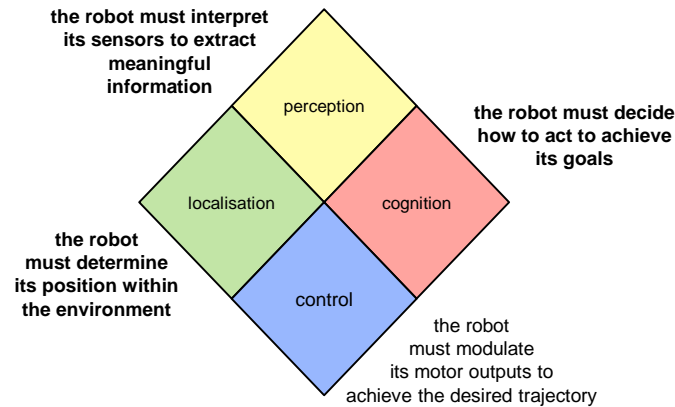 the robot must interpret
its sensors to extract
meaningful
information
perception
the robot must decide
how to act to achieve
its goals
localisation
cognition
the robot
must determine
its position within
the environment
control
the robot
must modulate
its motor outputs to
achieve the desired trajectory